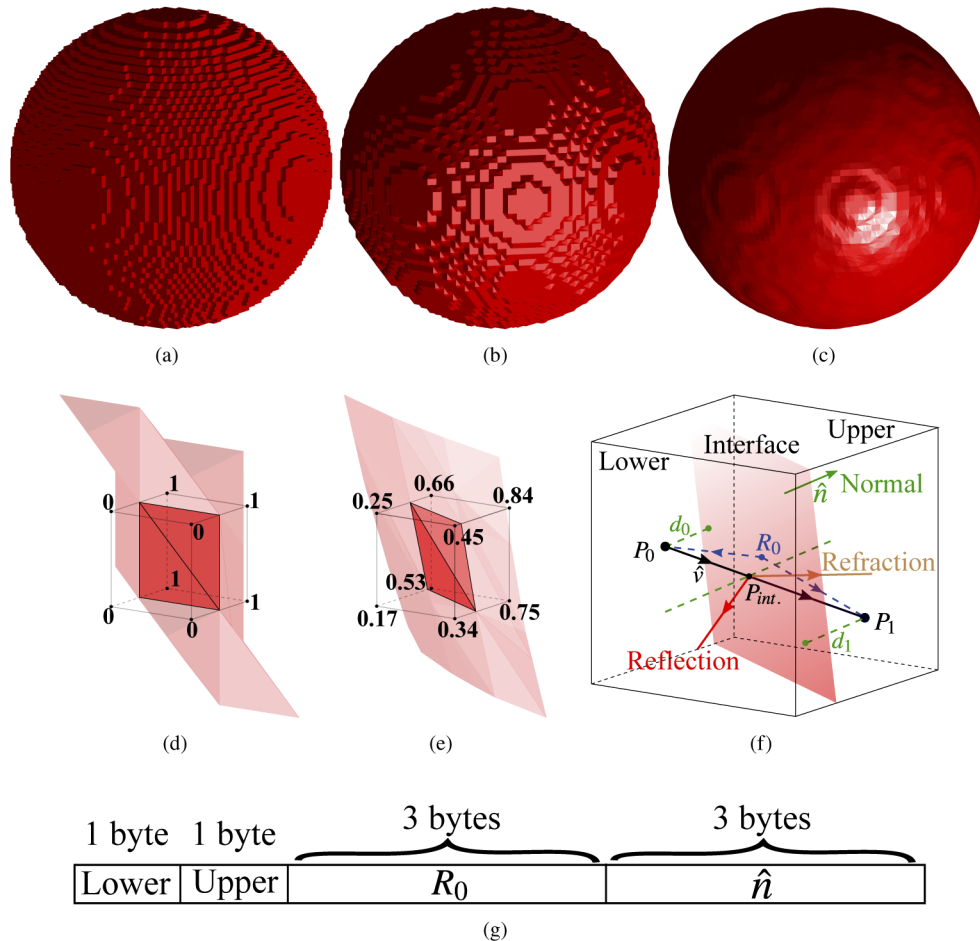 (a)
(b)
(c)
0
1
1
0
0
1
1
0
(d)
0.66
0.84
0.25
0.45
0.53
0.75
0.17
0.34
(e)
Upper
Interface
Lower
n̂ Normal
d₀
R₀
P₀
v̂
Refraction
P_int.
P₁
d₁
Reflection
(f)
1 byte 1 byte 3 bytes 3 bytes
Lower Upper R₀ n̂
(g)